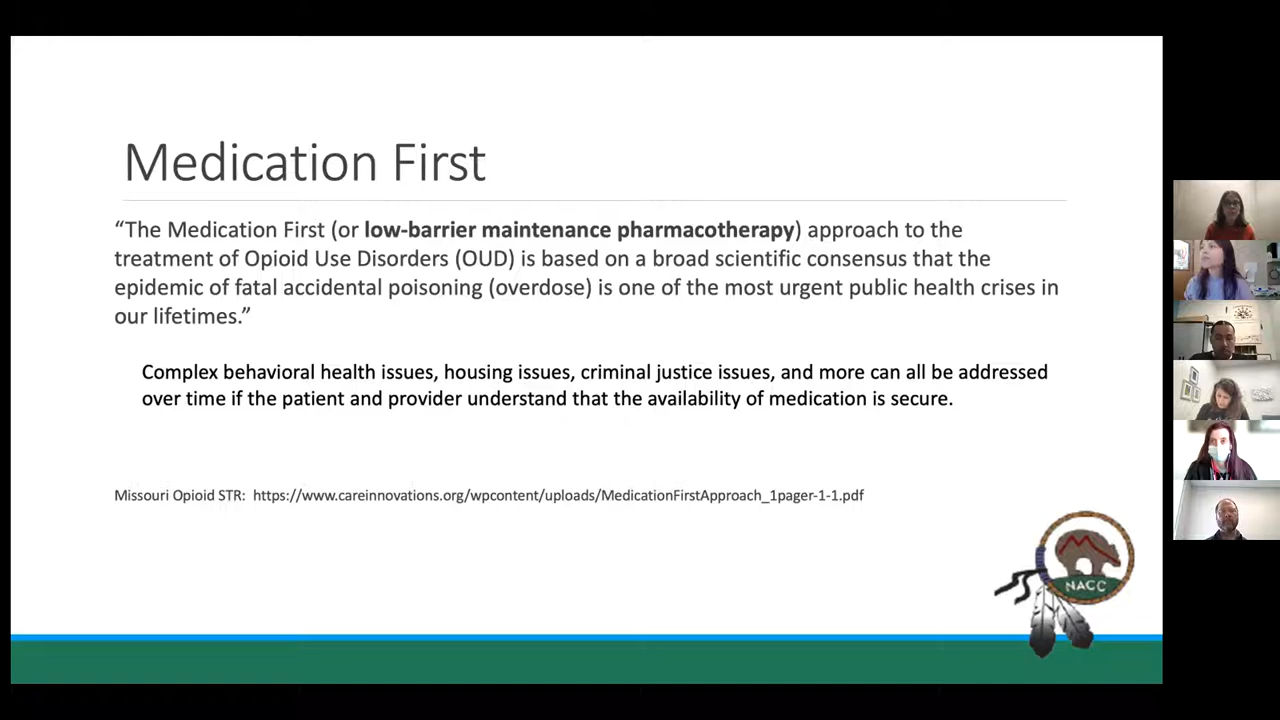 Medication First
“The Medication First (or low-barrier maintenance pharmacotherapy) approach to the
treatment of Opioid Use Disorders (OUD) is based on a broad scientific consensus that the
epidemic of fatal accidental poisoning (overdose) is one of the most urgent public health crises in
our lifetimes.”
Complex behavioral health issues, housing issues, criminal justice issues, and more can all be addressed
over time if the patient and provider understand that the availability of medication is secure.
Missouri Opioid STR: https://www.careinnovations.org/wpcontent/uploads/MedicationFirstApproach_1pager-1-1.pdf
NACC